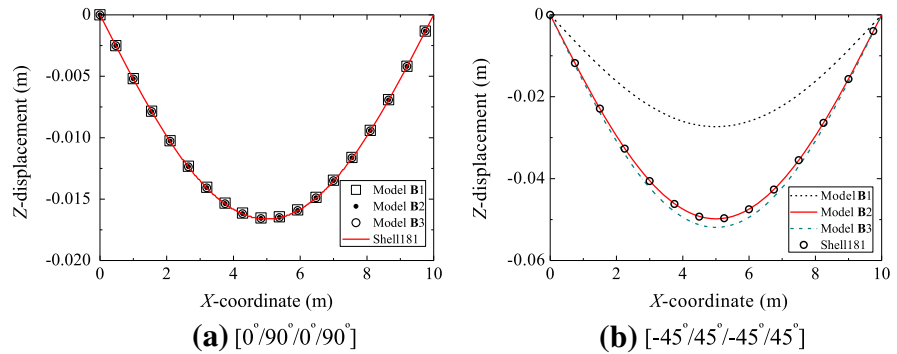 0
-0.005
-0.010
-0.015
-0.020
Z-displacement (m)
0 2 4 6 8 10
X-coordinate (m)
Model B1
Model B2
Model B3
Shell181
(a) [0°/90°/0°/90°]
0
-0.02
-0.04
-0.06
Z-displacement (m)
0 2 4 6 8 10
X-coordinate (m)
Model B1
Model B2
Model B3
Shell181
(b) [-45°/45°/-45°/45°]